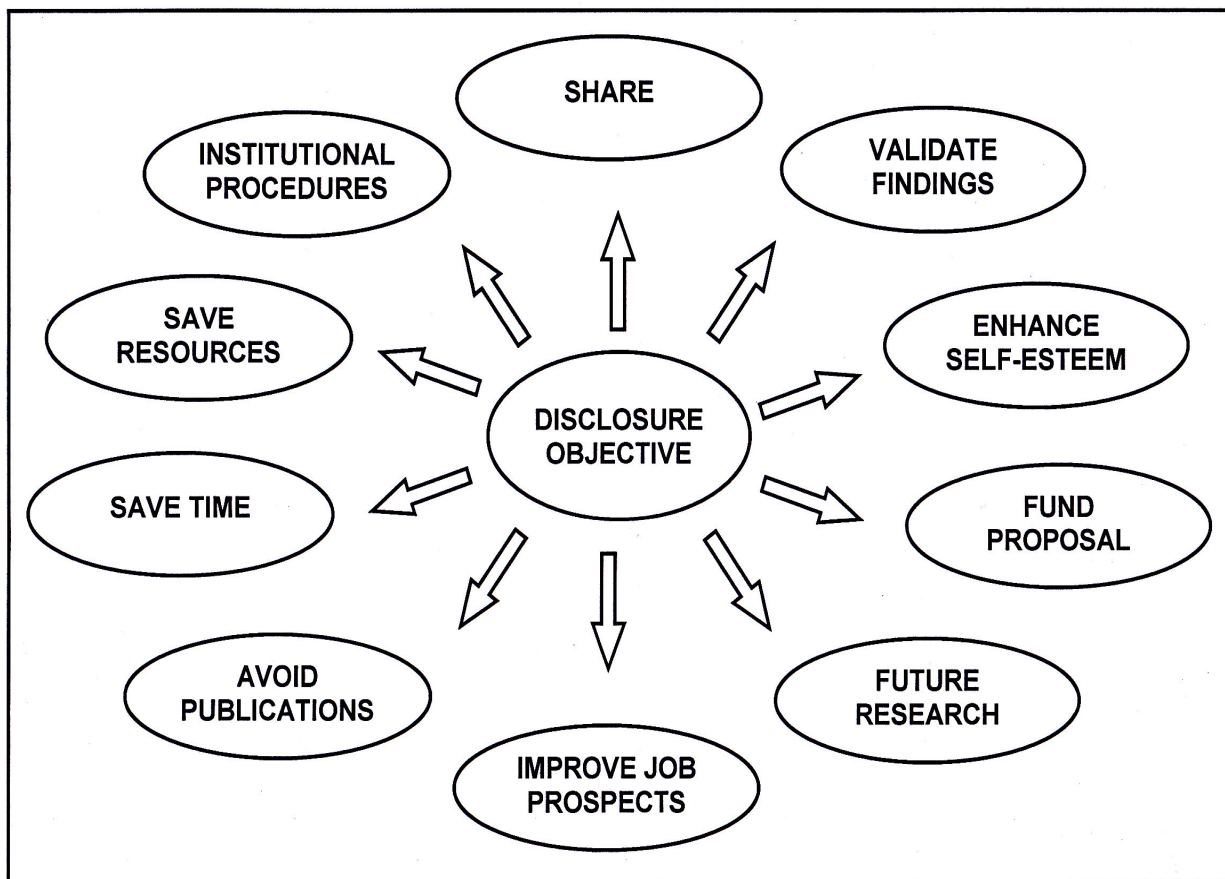 SHARE
INSTITUTIONAL
PROCEDURES
VALIDATE
FINDINGS
SAVE
RESOURCES
ENHANCE
SELF-ESTEEM
DISCLOSURE
OBJECTIVE
SAVE TIME
FUND
PROPOSAL
AVOID
PUBLICATIONS
FUTURE
RESEARCH
IMPROVE JOB
PROSPECTS